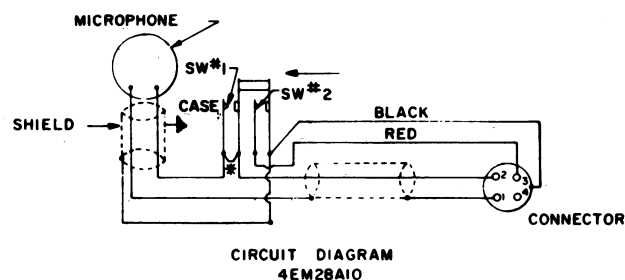 MICROPHONE
SW#1
CASE
SW#2
SHIELD
BLACK
RED
*
2 3
1 4
CONNECTOR
CIRCUIT DIAGRAM
4EM28A10